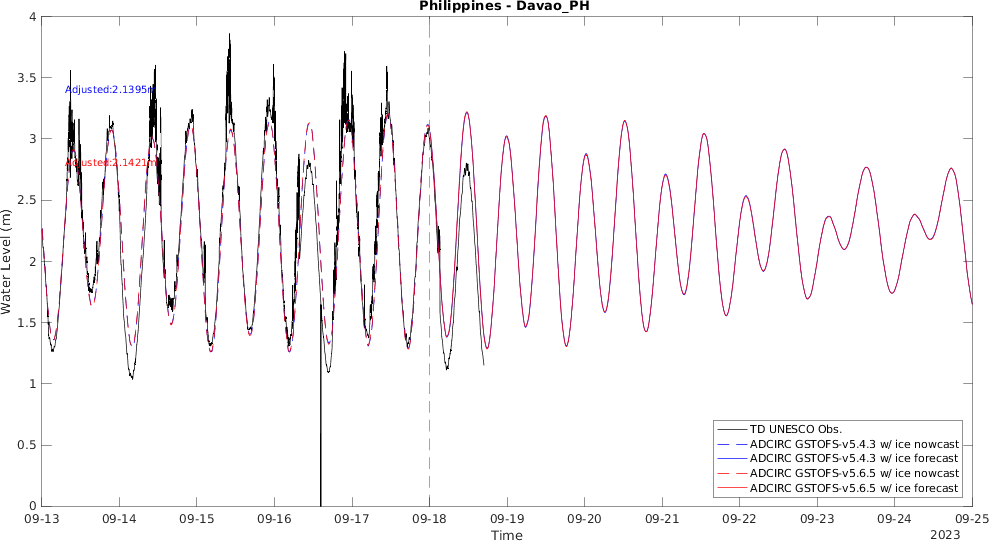 Philippines - Davao_PH
4
3.5
3
2.5
2
1.5
1
0.5
0
Water Level (m)
Adjusted:2.1395m
Adjusted:2.1421m
TD UNESCO Obs.
ADCIRC GSTOFS-v5.4.3 w/ ice nowcast
ADCIRC GSTOFS-v5.4.3 w/ ice forecast
ADCIRC GSTOFS-v5.6.5 w/ ice nowcast
ADCIRC GSTOFS-v5.6.5 w/ ice forecast
09-13 09-14 09-15 09-16 09-17 09-18 09-19 09-20 09-21 09-22 09-23 09-24 09-25
Time
2023